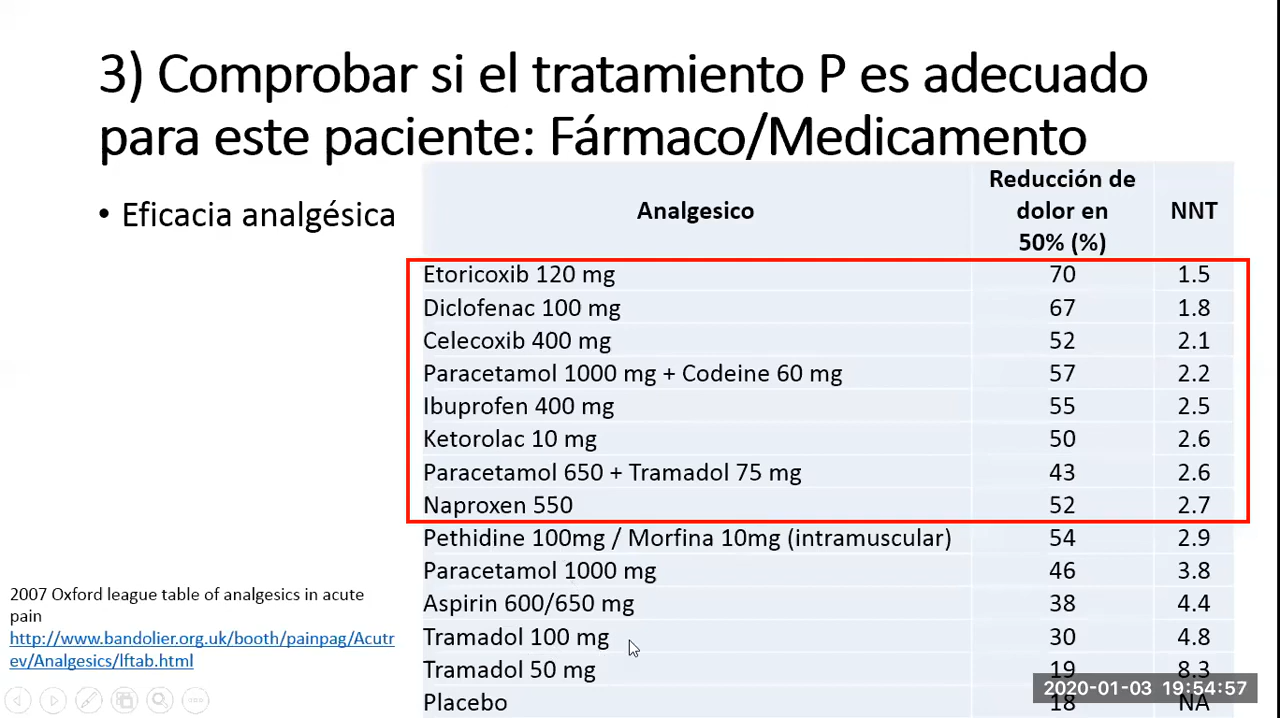 3) Comprobar si el tratamiento P es adecuado
para este paciente: Fármaco/Medicamento
• Eficacia analgésica
Analgesico Reducción de dolor en 50% (%) NNT
Etoricoxib 120 mg 70 1.5
Diclofenac 100 mg 67 1.8
Celecoxib 400 mg 52 2.1
Paracetamol 1000 mg + Codeine 60 mg 57 2.2
Ibuprofen 400 mg 55 2.5
Ketorolac 10 mg 50 2.6
Paracetamol 650 + Tramadol 75 mg 43 2.6
Naproxen 550 52 2.7
Pethidine 100mg / Morfina 10mg (intramuscular) 54 2.9
Paracetamol 1000 mg 46 3.8
Aspirin 600/650 mg 38 4.4
Tramadol 100 mg 30 4.8
Tramadol 50 mg 19 8.3
Placebo 18 NA
2007 Oxford league table of analgesics in acute
pain
http://www.bandolier.org.uk/booth/painpag/Acutr
ev/Analgesics/lftab.html
2020-01-03 19:54:57